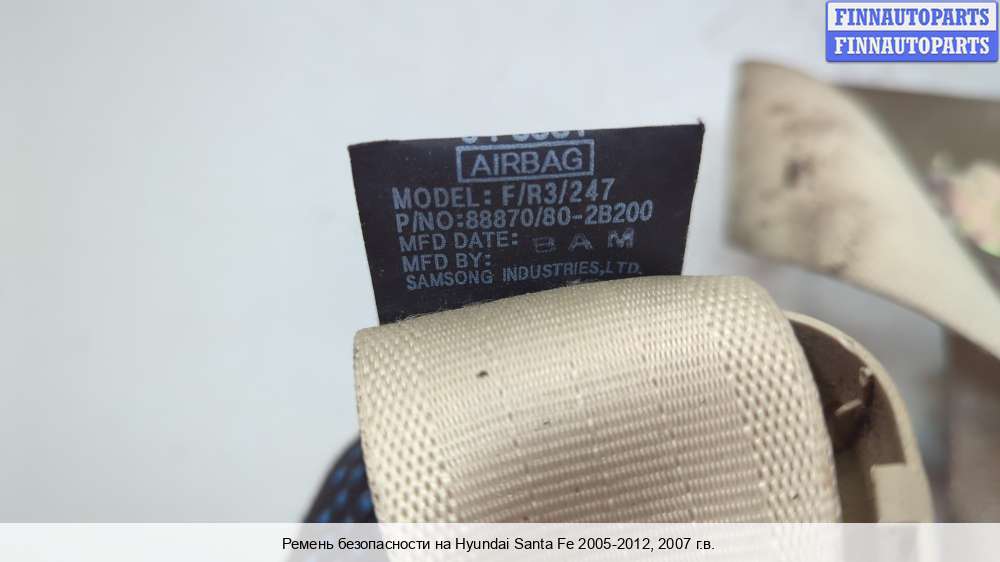 FINNAUTOPARTS
FINNAUTOPARTS
AIRBAG
MODEL: F/R3/247
P/NO:88870/80-2B200
MFD DATE: BAM
MFD BY:
SAMSONG INDUSTRIES,LTD.
Ремень безопасности на Hyundai Santa Fe 2005-2012, 2007 г.в.